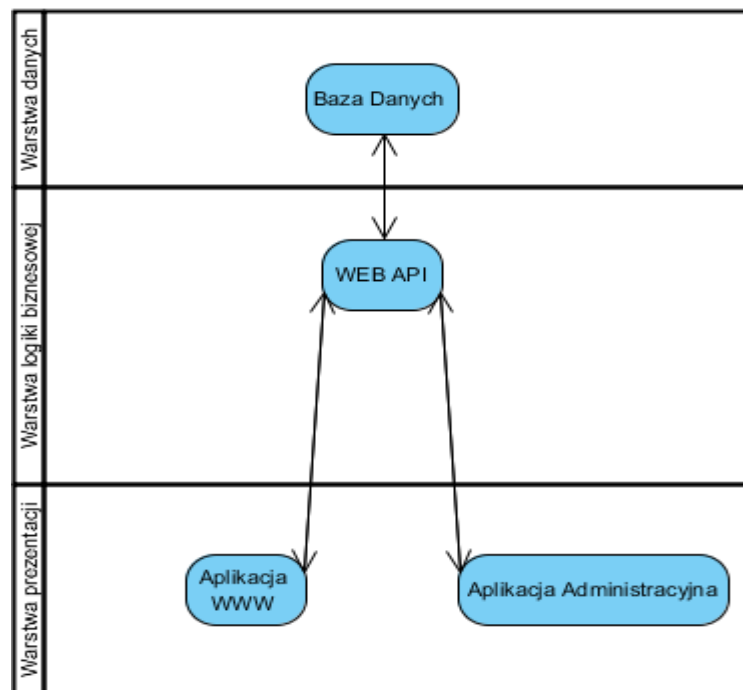 Warstwa danych
Baza Danych
Warstwa logiki biznesowej
WEB API
Warstwa prezentacji
Aplikacja
WWW
Aplikacja Administracyjna